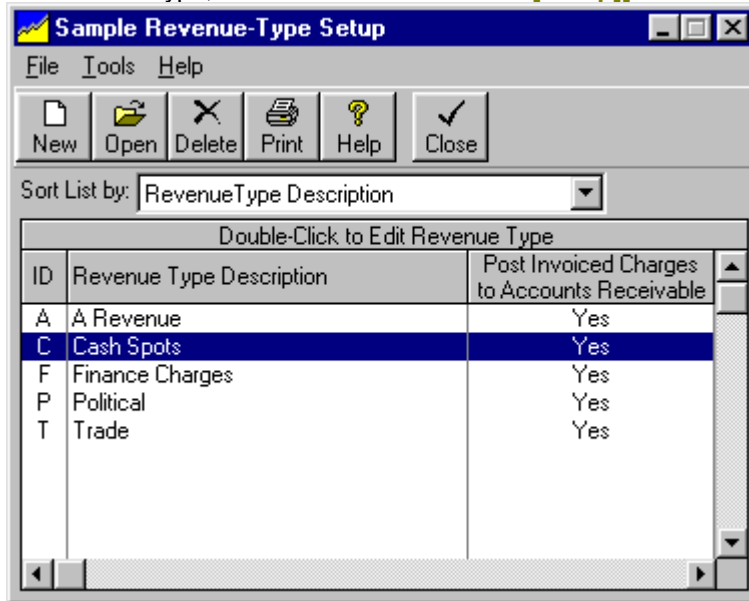 Sample Revenue-Type Setup
File Tools Help
New Open Delete Print Help Close
Sort List by: RevenueType Description
Double-Click to Edit Revenue Type
ID Revenue Type Description Post Invoiced Charges to Accounts Receivable
A A Revenue Yes
C Cash Spots Yes
F Finance Charges Yes
P Political Yes
T Trade Yes